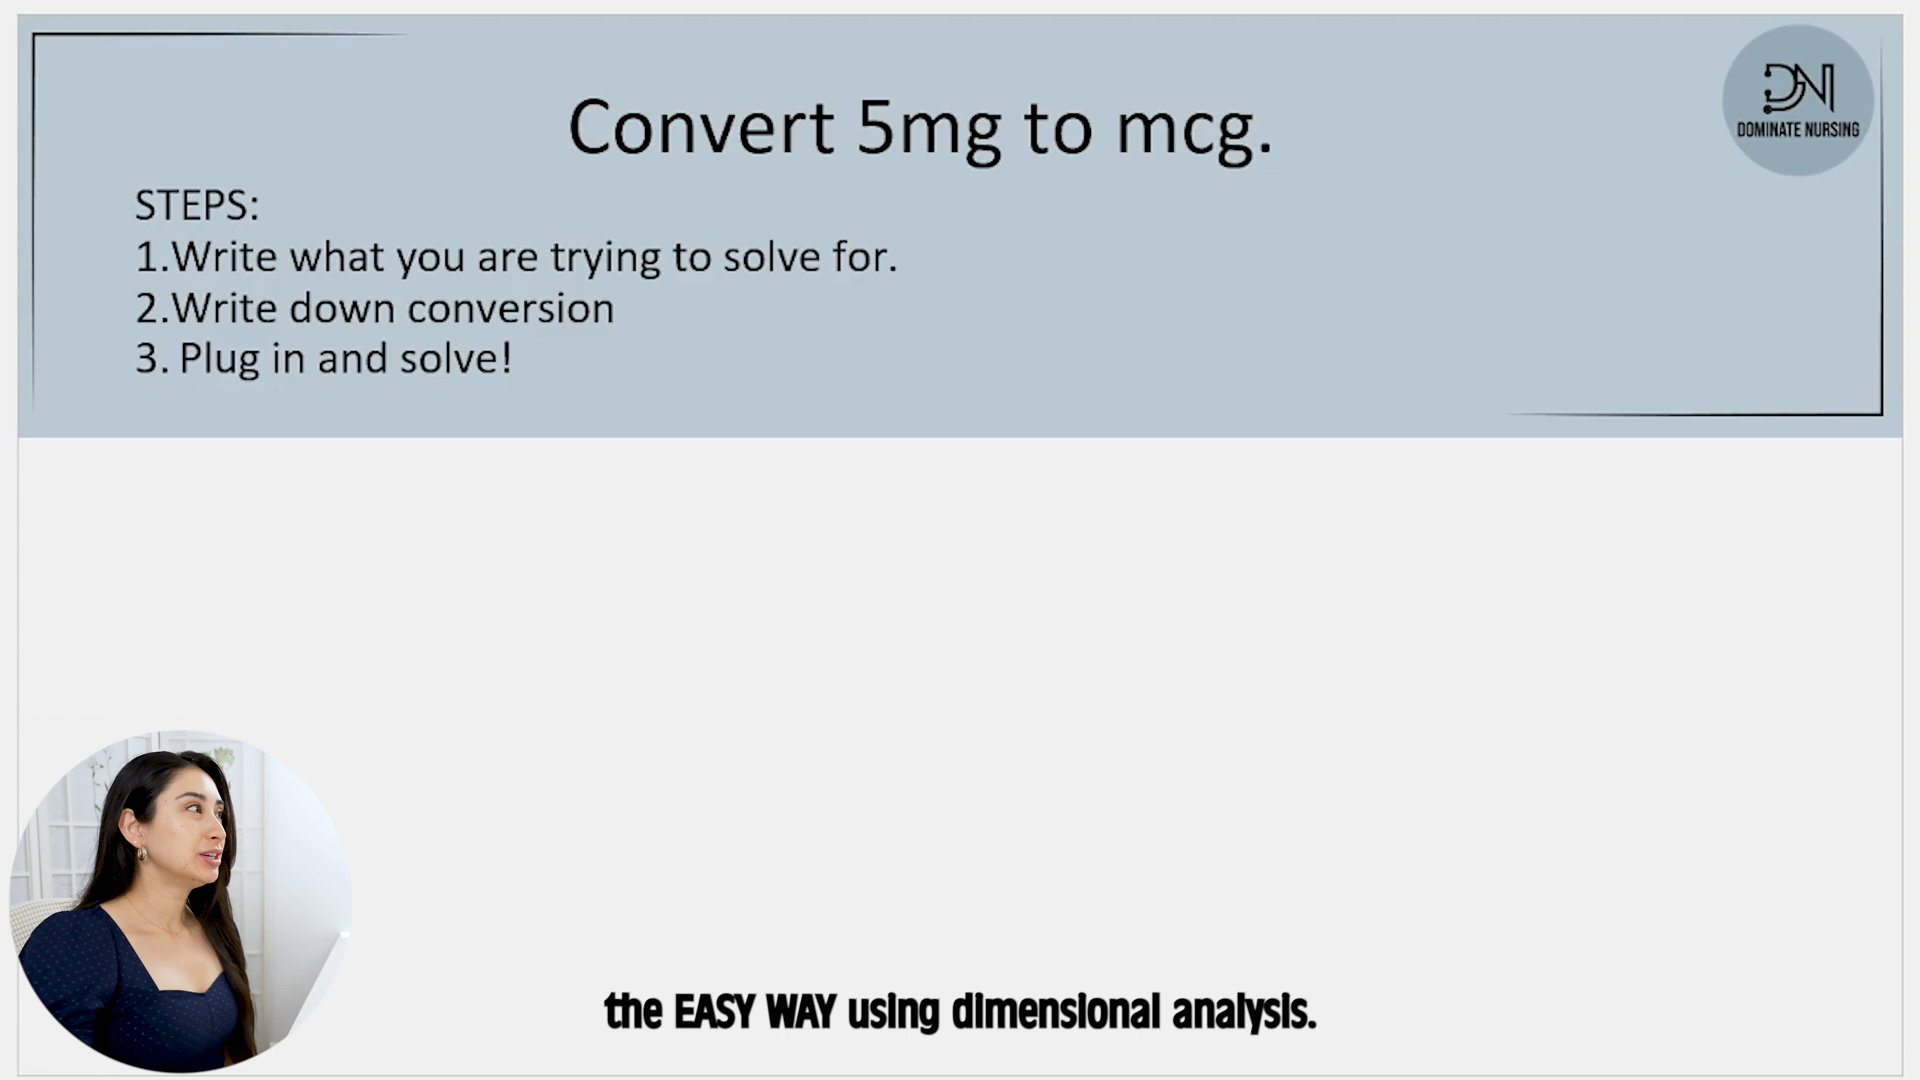 Convert 5mg to mcg.
DN
DOMINATE NURSING
STEPS:
1.Write what you are trying to solve for.
2.Write down conversion
3. Plug in and solve!
the EASY WAY using dimensional analysis.